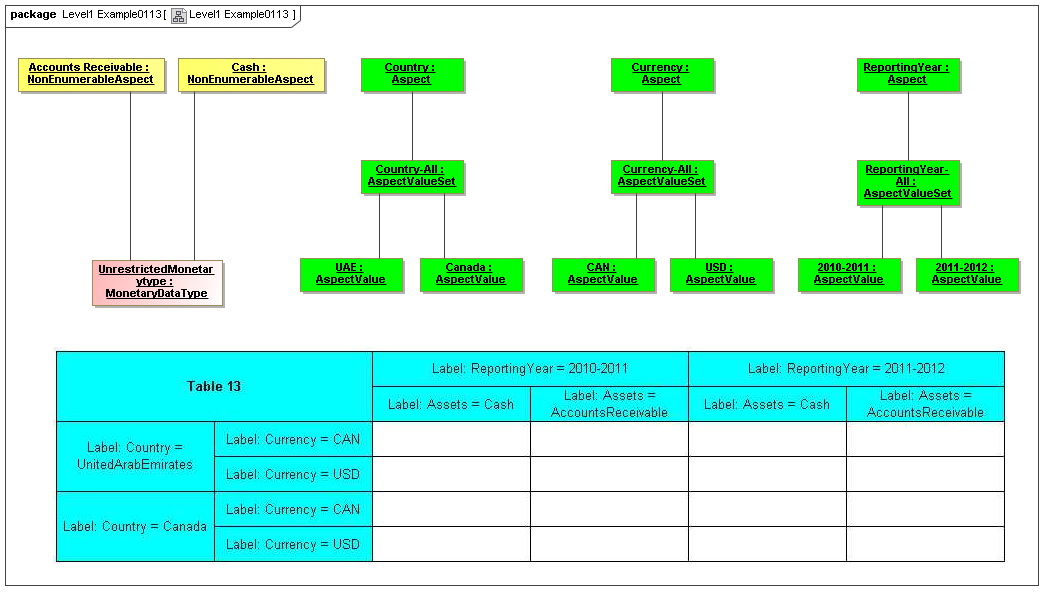 package Level1 Example0113[ Level1 Example0113 ]
Accounts Receivable :
NonEnumerableAspect
Cash :
NonEnumerableAspect
Country :
Aspect
Currency :
Aspect
ReportingYear :
Aspect
Country-All :
AspectValueSet
Currency-All :
AspectValueSet
ReportingYear-
All :
AspectValueSet
UnrestrictedMonetar
ytype :
MonetaryDataType
UAE :
AspectValue
Canada :
AspectValue
CAN :
AspectValue
USD :
AspectValue
2010-2011 :
AspectValue
2011-2012 :
AspectValue
Table 13
Label: ReportingYear = 2010-2011
Label: ReportingYear = 2011-2012
Label: Assets = Cash
Label: Assets =
AccountsReceivable
Label: Assets = Cash
Label: Assets =
AccountsReceivable
Label: Country =
UnitedArabEmirates
Label: Currency = CAN
Label: Currency = USD
Label: Country = Canada
Label: Currency = CAN
Label: Currency = USD